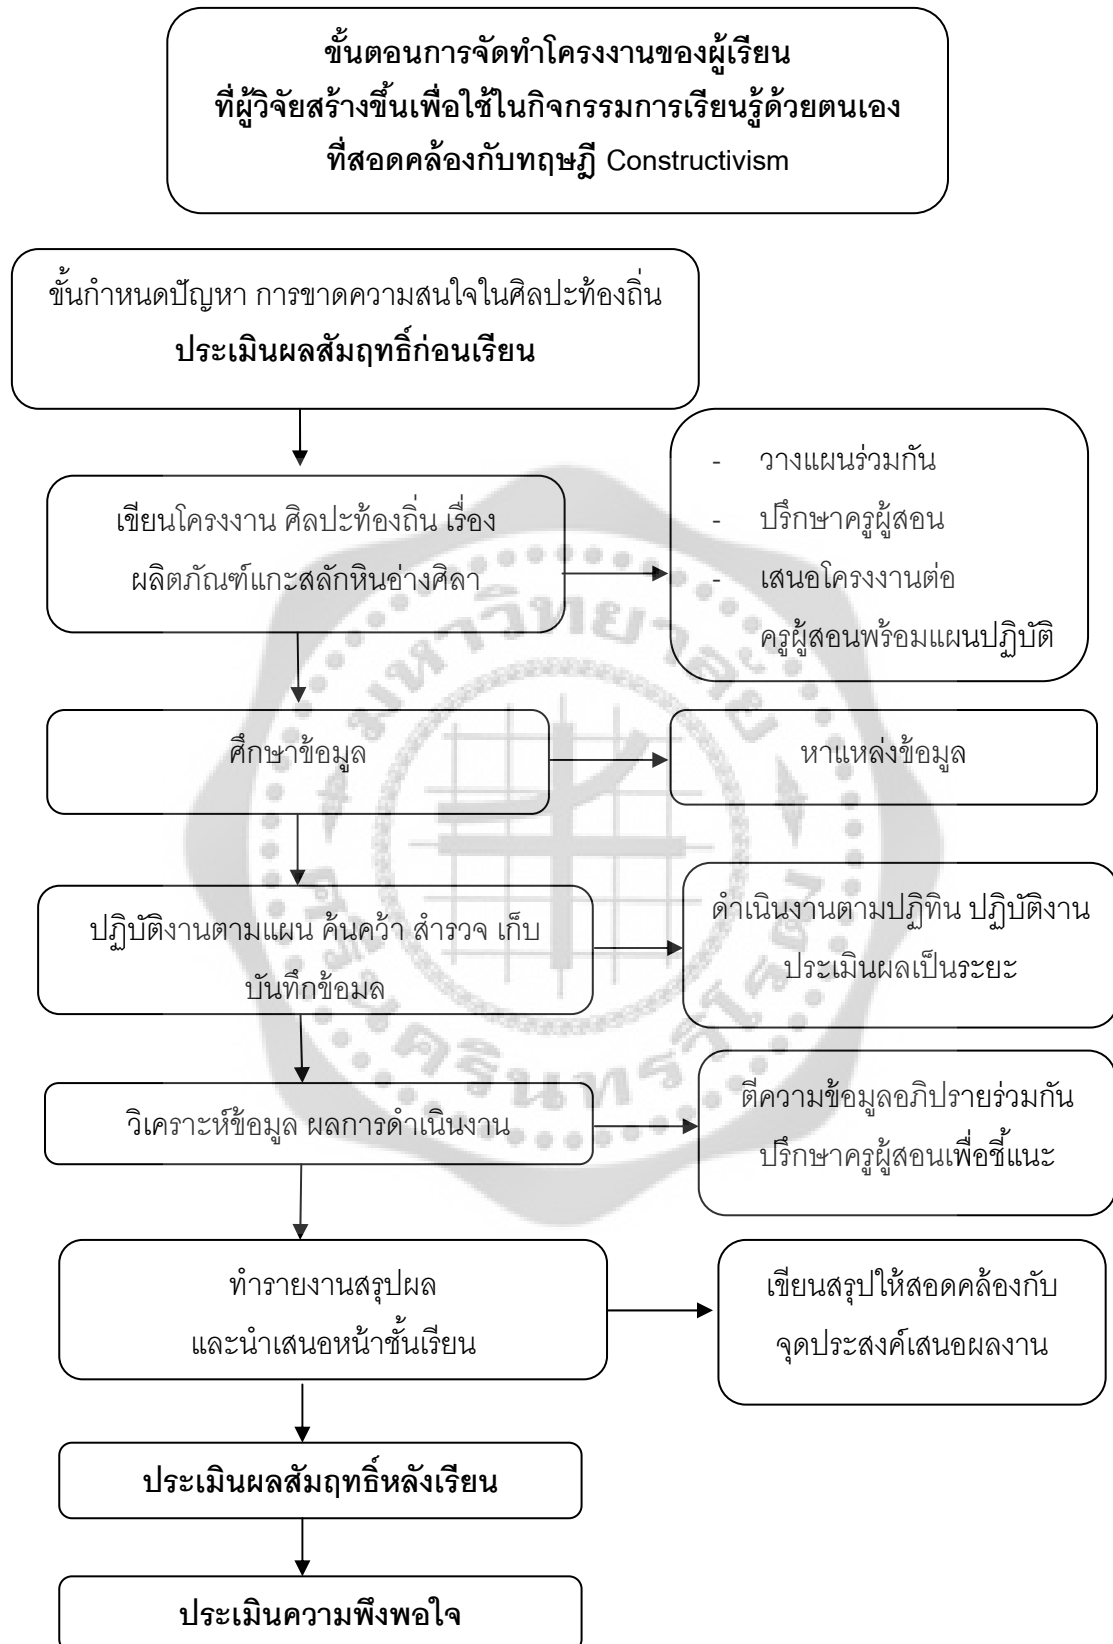 ขั้นตอนการจัดทำโครงงานของผู้เรียน
ที่ผู้วิจัยสร้างขึ้นเพื่อใช้ในกิจกรรมการเรียนรู้ด้วยตนเอง
ที่สอดคล้องกับทฤษฎี Constructivism
ขั้นกำหนดปัญหา การขาดความสนใจในศิลปะท้องถิ่น
ประเมินผลสัมฤทธิ์ก่อนเรียน
เขียนโครงงาน ศิลปะท้องถิ่น เรื่อง
ผลิตภัณฑ์แกะสลักหินอ่างศิลา
- วางแผนร่วมกัน
- ปรึกษาครูผู้สอน
- เสนอโครงงานต่อ
ครูผู้สอนพร้อมแผนปฏิบัติ
ศึกษาข้อมูล
หาแหล่งข้อมูล
ปฏิบัติงานตามแผน ค้นคว้า สำรวจ เก็บ
บันทึกข้อมล
ดำเนินงานตามปฏิทิน ปฏิบัติงาน
ประเมินผลเป็นระยะ
วิเคราะห์ข้อมูล ผลการดำเนินงาน
ตีความข้อมูลอภิปรายร่วมกัน
ปรึกษาครูผู้สอนเพื่อชี้แนะ
ทำรายงานสรุปผล
และนำเสนอหน้าชั้นเรียน
เขียนสรุปให้สอดคล้องกับ
จุดประสงค์เสนอผลงาน
ประเมินผลสัมฤทธิ์หลังเรียน
ประเมินความพึงพอใจ
มหาวิทยาลัย
ศรีนครินทรวิโรฒ